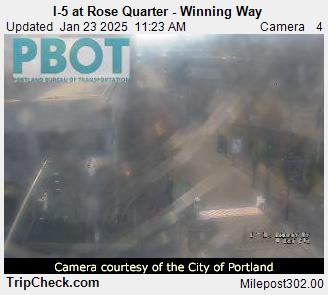 I-5 at Rose Quarter - Winning Way
Updated Jan 23 2025 11:23 AM Camera 4
PBOT
PORTLAND BUREAU OF TRANSPORTATION
Camera courtesy of the City of Portland
TripCheck.com Milepost302.00